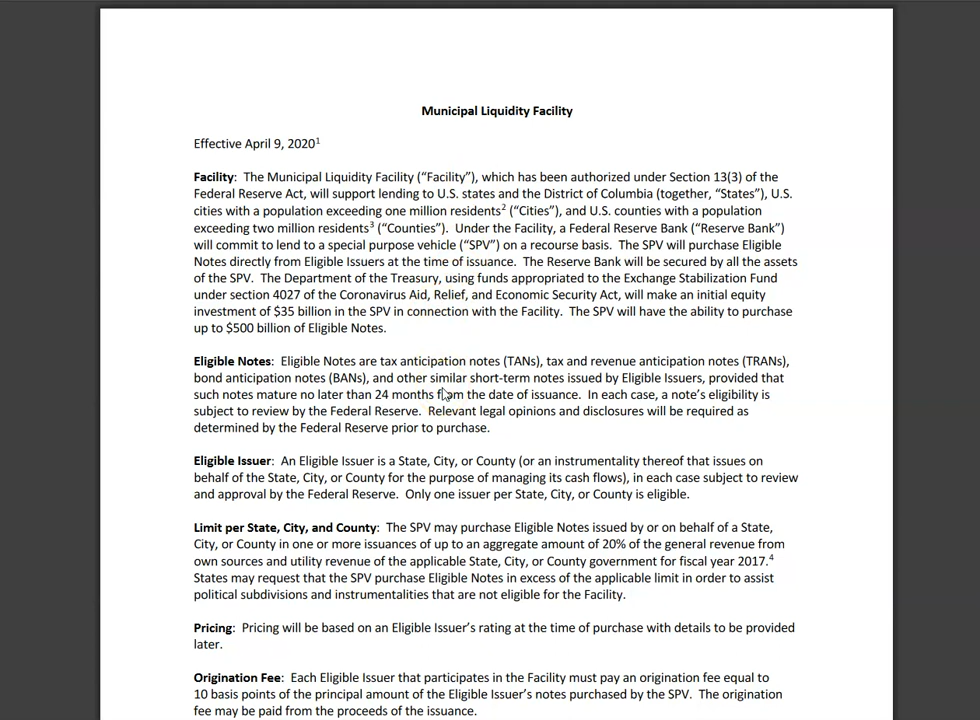 Municipal Liquidity Facility
Effective April 9, 2020¹
Facility:  The Municipal Liquidity Facility (“Facility”), which has been authorized under Section 13(3) of the
Federal Reserve Act, will support lending to U.S. states and the District of Columbia (together, “States”), U.S.
cities with a population exceeding one million residents² (“Cities”), and U.S. counties with a population
exceeding two million residents³ (“Counties”).  Under the Facility, a Federal Reserve Bank (“Reserve Bank”)
will commit to lend to a special purpose vehicle (“SPV”) on a recourse basis.  The SPV will purchase Eligible
Notes directly from Eligible Issuers at the time of issuance.  The Reserve Bank will be secured by all the assets
of the SPV.  The Department of the Treasury, using funds appropriated to the Exchange Stabilization Fund
under section 4027 of the Coronavirus Aid, Relief, and Economic Security Act, will make an initial equity
investment of $35 billion in the SPV in connection with the Facility.  The SPV will have the ability to purchase
up to $500 billion of Eligible Notes.
Eligible Notes:  Eligible Notes are tax anticipation notes (TANs), tax and revenue anticipation notes (TRANs),
bond anticipation notes (BANs), and other similar short-term notes issued by Eligible Issuers, provided that
such notes mature no later than 24 months from the date of issuance.  In each case, a note’s eligibility is
subject to review by the Federal Reserve.  Relevant legal opinions and disclosures will be required as
determined by the Federal Reserve prior to purchase.
Eligible Issuer:  An Eligible Issuer is a State, City, or County (or an instrumentality thereof that issues on
behalf of the State, City, or County for the purpose of managing its cash flows), in each case subject to review
and approval by the Federal Reserve.  Only one issuer per State, City, or County is eligible.
Limit per State, City, and County:  The SPV may purchase Eligible Notes issued by or on behalf of a State,
City, or County in one or more issuances of up to an aggregate amount of 20% of the general revenue from
own sources and utility revenue of the applicable State, City, or County government for fiscal year 2017.⁴
States may request that the SPV purchase Eligible Notes in excess of the applicable limit in order to assist
political subdivisions and instrumentalities that are not eligible for the Facility.
Pricing:  Pricing will be based on an Eligible Issuer’s rating at the time of purchase with details to be provided
later.
Origination Fee:  Each Eligible Issuer that participates in the Facility must pay an origination fee equal to
10 basis points of the principal amount of the Eligible Issuer’s notes purchased by the SPV.  The origination
fee may be paid from the proceeds of the issuance.